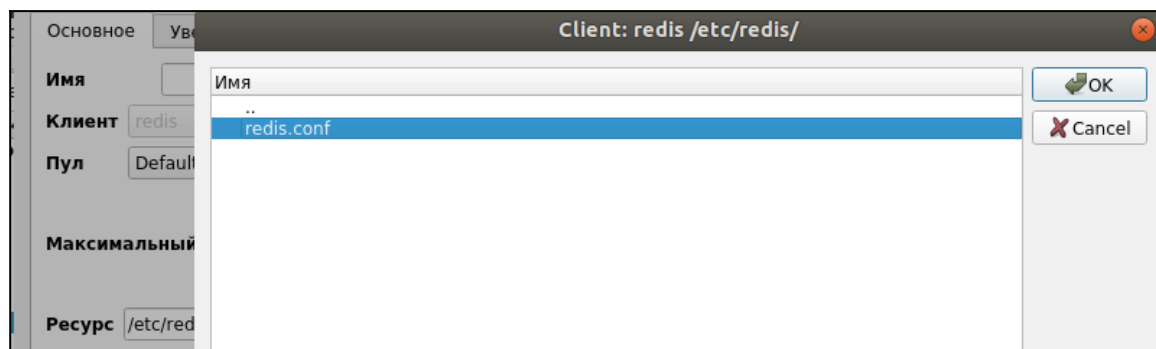 Client: redis /etc/redis/
Основное
Уве
Имя
Клиент redis
Пул Default
Максимальный
Ресурс /etc/red
Имя
..
redis.conf
OK
Cancel